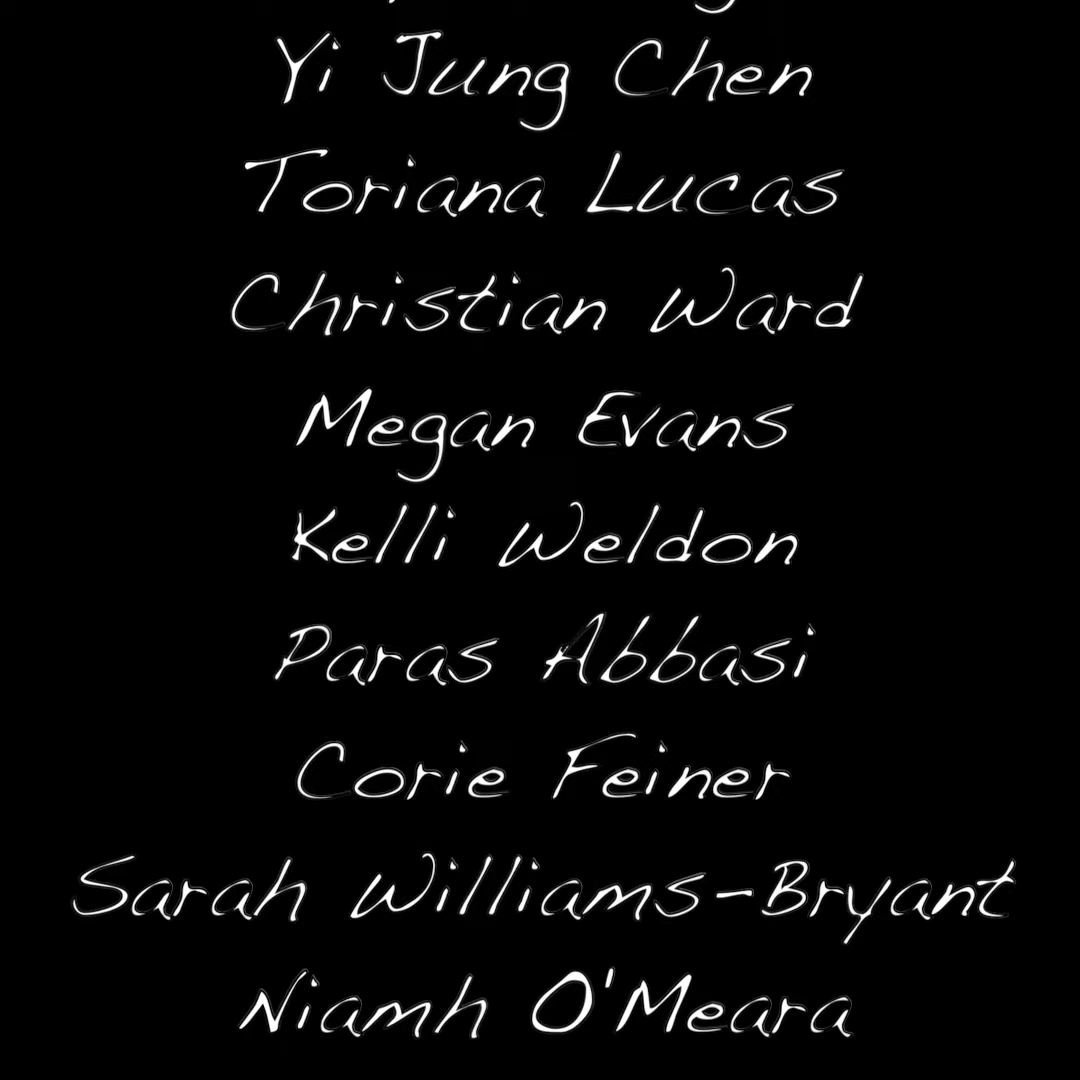 Yi Jung Chen
Toriana Lucas
Christian Ward
Megan Evans
Kelli Weldon
Paras Abbasi
Corie Feiner
Sarah Williams-Bryant
Niamh O'Meara